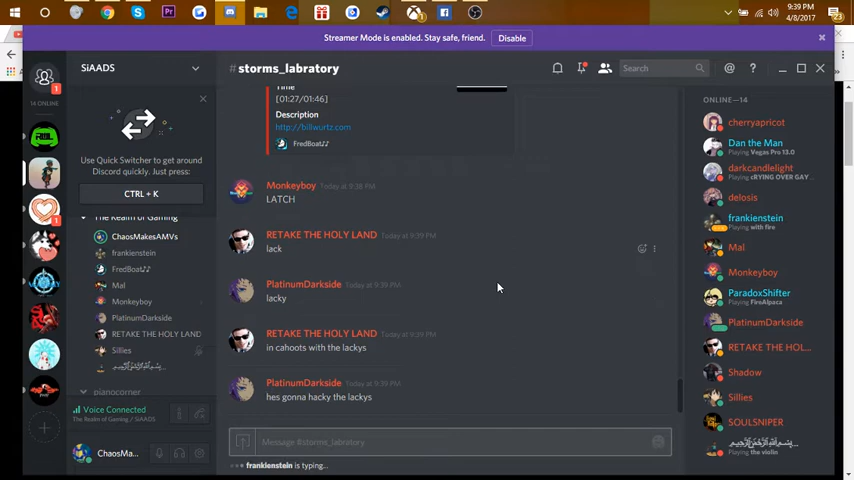 9:39 PM
4/8/2017
23
Streamer Mode is enabled. Stay safe, friend.
Disable
SiAADS
# storms_labratory
Search
14 ONLINE
Use Quick Switcher to get around
Discord quickly. Just press:
CTRL + K
The Realm of Gaming
ChaosMakesAMVs
frankienstein
FredBoat♪♪
Mal
Monkeyboy
PlatinumDarkside
RETAKE THE HOLY LAND
Sillies
﷽
pianocorner
Voice Connected
The Realm of Gaming / SiAADS
ChaosMa...
Time
[01:27/01:46]
Description
http://billwurtz.com
FredBoat♪♪
Monkeyboy Today at 9:38 PM
LATCH
RETAKE THE HOLY LAND Today at 9:39 PM
lack
PlatinumDarkside Today at 9:39 PM
lacky
RETAKE THE HOLY LAND Today at 9:39 PM
in cahoots with the lackys
PlatinumDarkside Today at 9:39 PM
hes gonna hacky the lackys
Message @storms_labratory
frankienstein is typing...
ONLINE—14
cherryapricot
Dan the Man
Playing Vegas Pro 13.0
darkcandlelight
Playing cRYING OVER GAY ...
delosis
frankienstein
Playing with fire
Mal
Monkeyboy
ParadoxShifter
Playing FireAlpaca
PlatinumDarkside
RETAKE THE HOL...
Shadow
Sillies
SOULSNIPER
﷽
Playing the violin